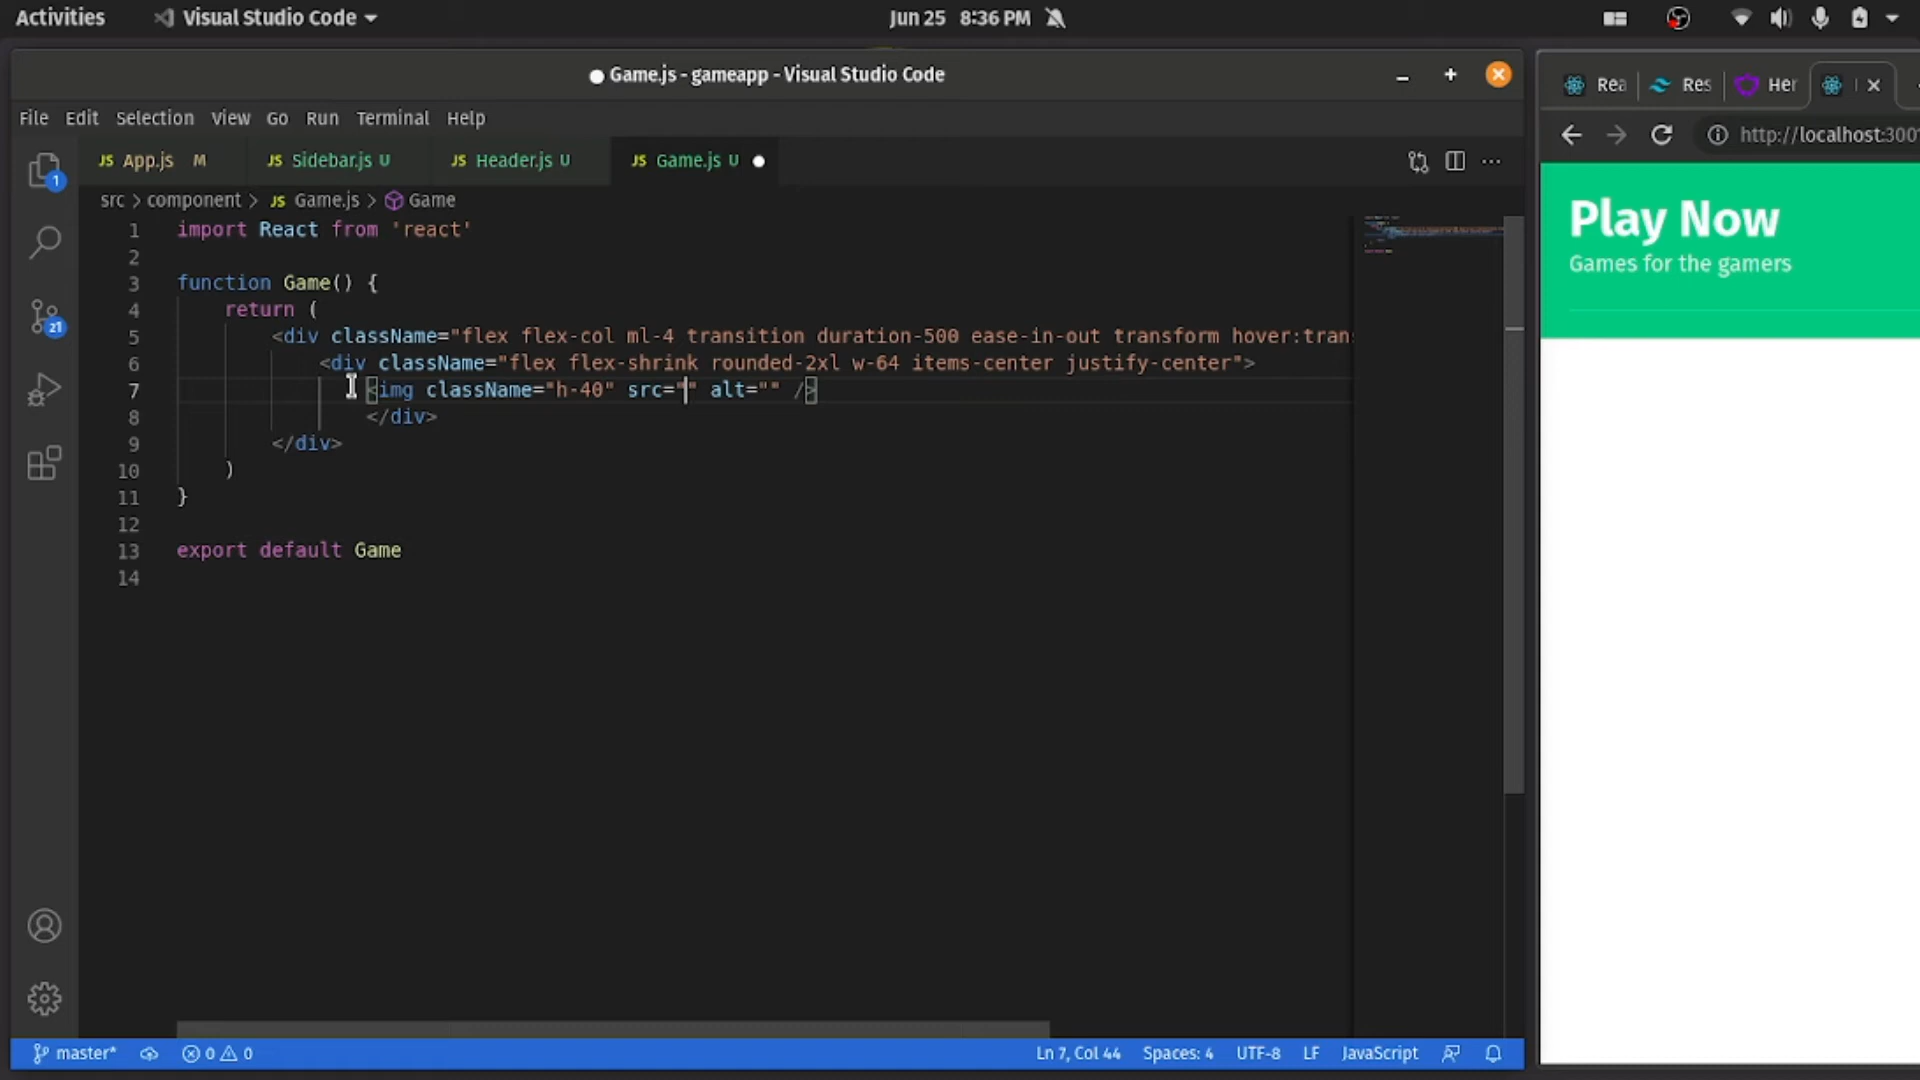 Activities
Visual Studio Code
Jun 25 8:36 PM
Game.js - gameapp - Visual Studio Code
File Edit Selection View Go Run Terminal Help
JS App.js M
JS Sidebar.js U
JS Header.js U
JS Game.js U
src > component > JS Game.js > Game
1 import React from 'react'
2
3 function Game() {
4 return (
5 <div className="flex flex-col ml-4 transition duration-500 ease-in-out transform hover:trans
6 <div className="flex flex-shrink rounded-2xl w-64 items-center justify-center">
7 <img className="h-40" src="" alt="" />
8 </div>
9 </div>
10 )
11 }
12
13 export default Game
14
1
21
master*
0 0
Ln 7, Col 44
Spaces: 4
UTF-8
LF
JavaScript
Rea
Res
Her
http://localhost:300
Play Now
Games for the gamers